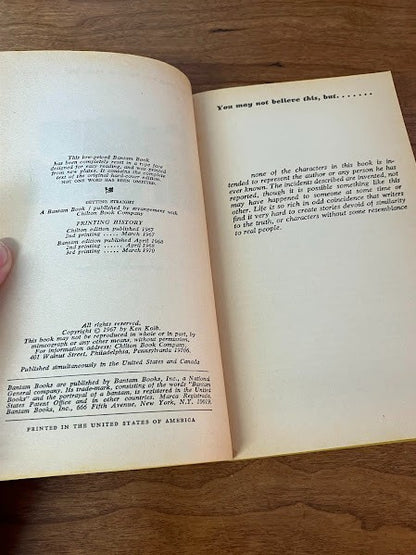 This low-priced Bantam Book
has been completely reset in a type face
designed for easy reading, and was printed
from new plates. It contains the complete
text of the original hard-cover edition.
NOT ONE WORD HAS BEEN OMITTED.
GETTING STRAIGHT
A Bantam Book / published by arrangement with
Chilton Book Company
PRINTING HISTORY
Chilton edition published 1967
2nd printing ..... March 1967
Bantam edition published April 1968
2nd printing ...... April 1968
3rd printing ..... March 1970
All rights reserved.
Copyright © 1967 by Ken Kolb.
This book may not be reproduced in whole or in part, by
mimeograph or any other means, without permission.
For information address: Chilton Book Company,
401 Walnut Street, Philadelphia, Pennsylvania 19106.
Published simultaneously in the United States and Canada
Bantam Books are published by Bantam Books, Inc., a National
General company. Its trade-mark, consisting of the words "Bantam
Books" and the portrayal of a bantam, is registered in the United
States Patent Office and in other countries. Marca Registrada.
Bantam Books, Inc., 666 Fifth Avenue, New York, N.Y. 10019.
PRINTED IN THE UNITED STATES OF AMERICA
You may not believe this, but.......
none of the characters in this book is in-
tended to represent the author or any person he has
ever known. The incidents described are invented, not
reported, though it is possible something like this
may have happened to someone at some time or
other. Life is so rich in odd coincidence that writers
find it very hard to create stories devoid of similarity
to the truth, or characters without some resemblance
to real people.